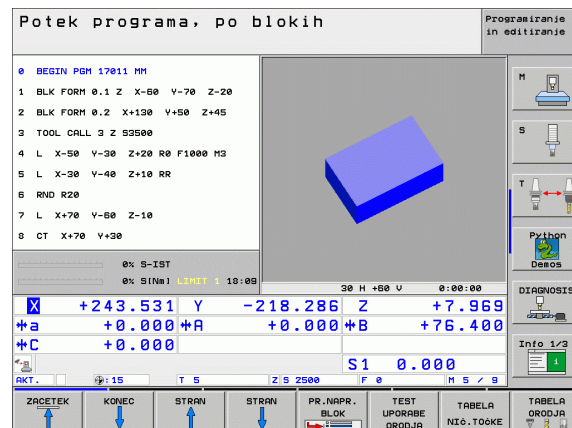 Potek programa, po blokih
Programiranje
in editiranje
0 BEGIN PGM 17011 MM
1 BLK FORM 0.1 Z X-60 Y-70 Z-20
2 BLK FORM 0.2 X+130 Y+50 Z+45
3 TOOL CALL 3 Z S3500
4 L X-50 Y-30 Z+20 R0 F1000 M3
5 L X-30 Y-40 Z+10 RR
6 RND R20
7 L X+70 Y-60 Z-10
8 CT X+70 Y+30
0% S-IST
0% S[Nm] LIMIT 1 18:09
30 H +60 V 0:00:00
X +243.531 Y -218.286 Z +7.969
a +0.000 A +0.000 B +76.400
C +0.000
S1 0.000
AKT. 15 T 5 Z S 2500 F 0 M 5 / 9
M
S
T
Python
Demos
DIAGNOSIS
Info 1/3
ZACETEK
KONEC
STRAN
STRAN
PR.NAPR.
BLOK
TEST
UPORABE
ORODJA
TABELA
NIč.TOčKE
TABELA
ORODJA